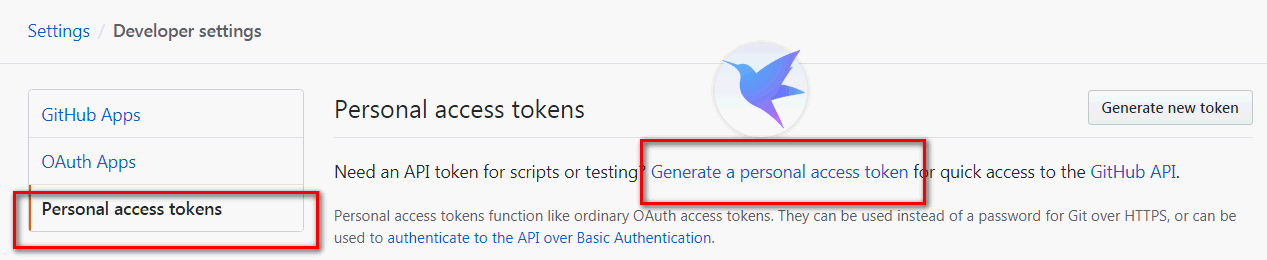 Settings / Developer settings
GitHub Apps
OAuth Apps
Personal access tokens
Personal access tokens
Generate new token
Need an API token for scripts or testing? Generate a personal access token for quick access to the GitHub API.
Personal access tokens function like ordinary OAuth access tokens. They can be used instead of a password for Git over HTTPS, or can be
used to authenticate to the API over Basic Authentication.